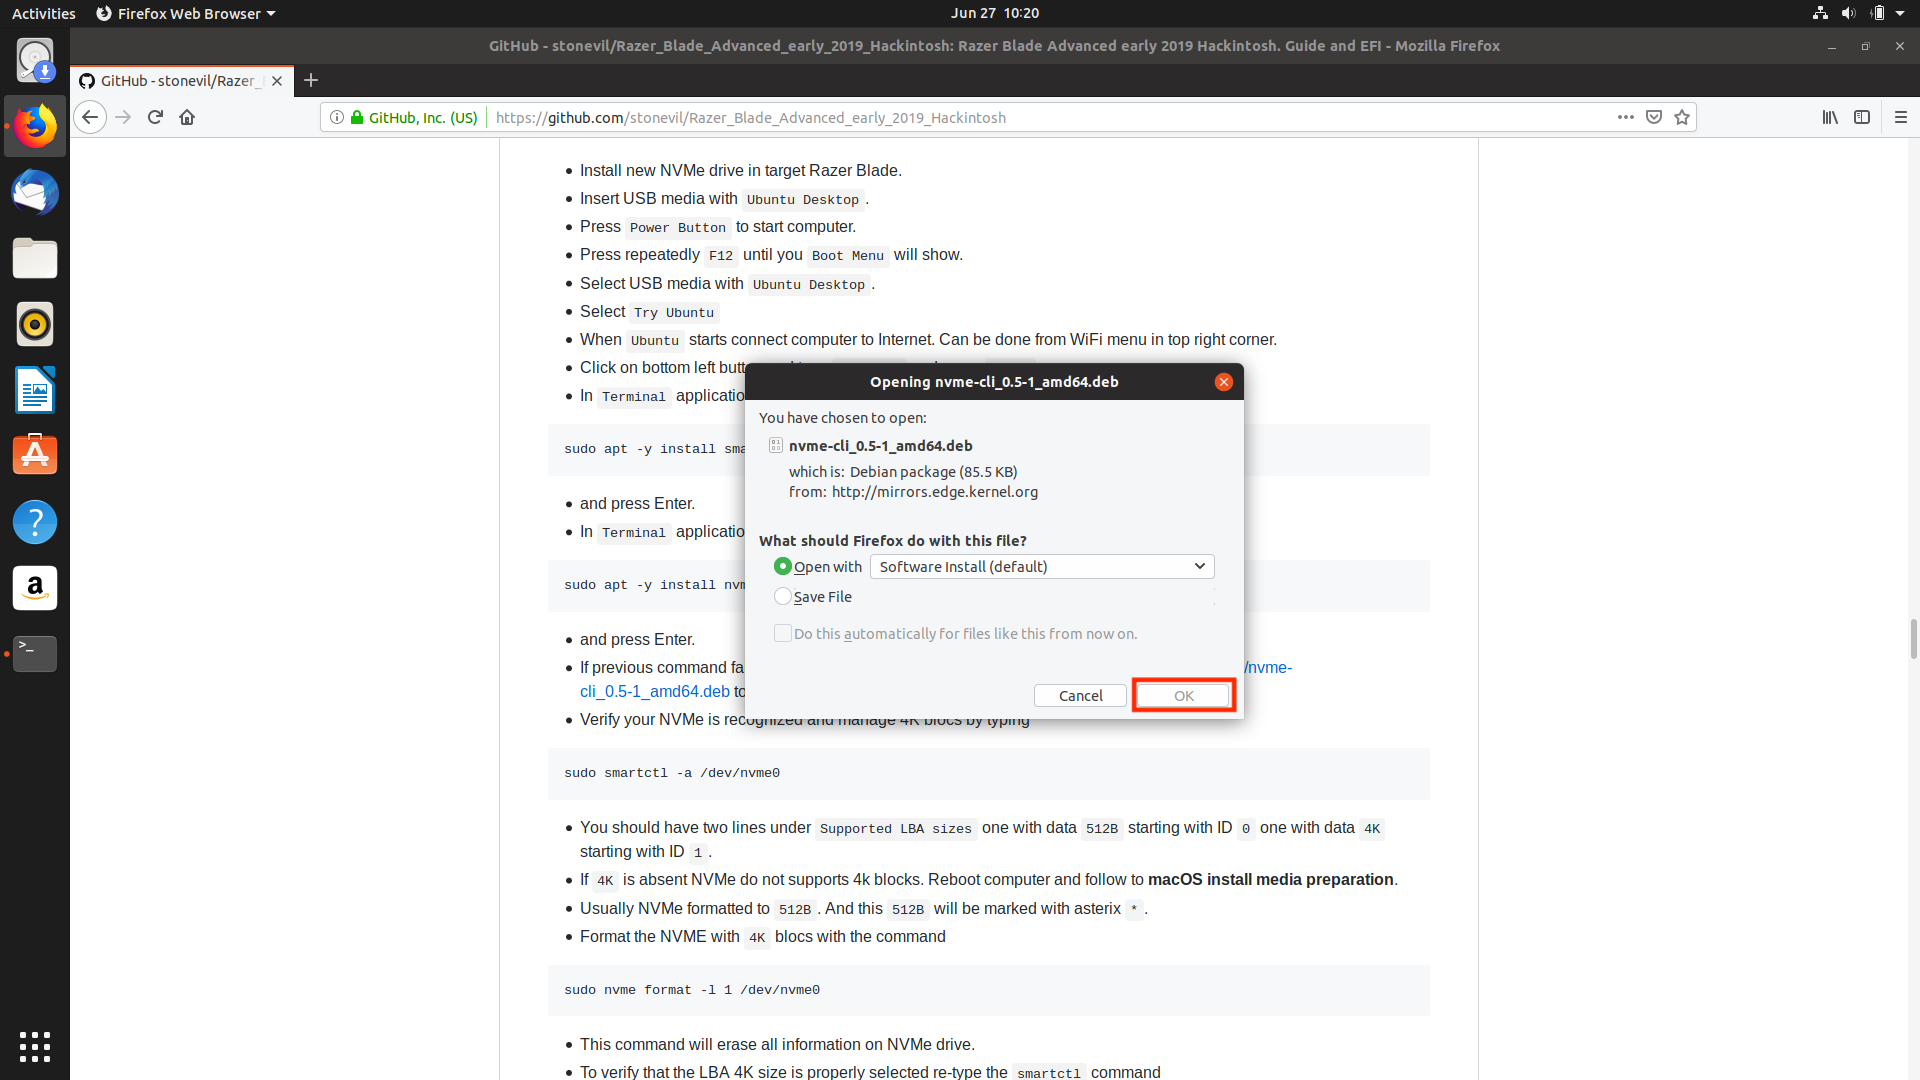 Activities
Firefox Web Browser
Jun 27 10:20
GitHub - stonevil/Razer_Blade_Advanced_early_2019_Hackintosh: Razer Blade Advanced early 2019 Hackintosh. Guide and EFI - Mozilla Firefox
GitHub - stonevil/Razer_
GitHub, Inc. (US)
https://github.com/stonevil/Razer_Blade_Advanced_early_2019_Hackintosh
Install new NVMe drive in target Razer Blade.
Insert USB media with Ubuntu Desktop.
Press Power Button to start computer.
Press repeatedly F12 until you Boot Menu will show.
Select USB media with Ubuntu Desktop.
Select Try Ubuntu
When Ubuntu starts connect computer to Internet. Can be done from WiFi menu in top right corner.
Click on bottom left butt
In Terminal applicatio
sudo apt -y install sma
and press Enter.
In Terminal applicatio
sudo apt -y install nvm
and press Enter.
If previous command fa
/nvme-
cli_0.5-1_amd64.deb to
Verify your NVMe is recognized and manage 4K blocs by typing
Opening nvme-cli_0.5-1_amd64.deb
You have chosen to open:
nvme-cli_0.5-1_amd64.deb
which is: Debian package (85.5 KB)
from: http://mirrors.edge.kernel.org
What should Firefox do with this file?
Open with Software Install (default)
Save File
Do this automatically for files like this from now on.
Cancel
OK
sudo smartctl -a /dev/nvme0
You should have two lines under Supported LBA sizes one with data 512B starting with ID 0 one with data 4K
starting with ID 1.
If 4K is absent NVMe do not supports 4k blocks. Reboot computer and follow to macOS install media preparation.
Usually NVMe formatted to 512B. And this 512B will be marked with asterix *.
Format the NVME with 4K blocs with the command
sudo nvme format -l 1 /dev/nvme0
This command will erase all information on NVMe drive.
To verify that the LBA 4K size is properly selected re-type the smartctl command